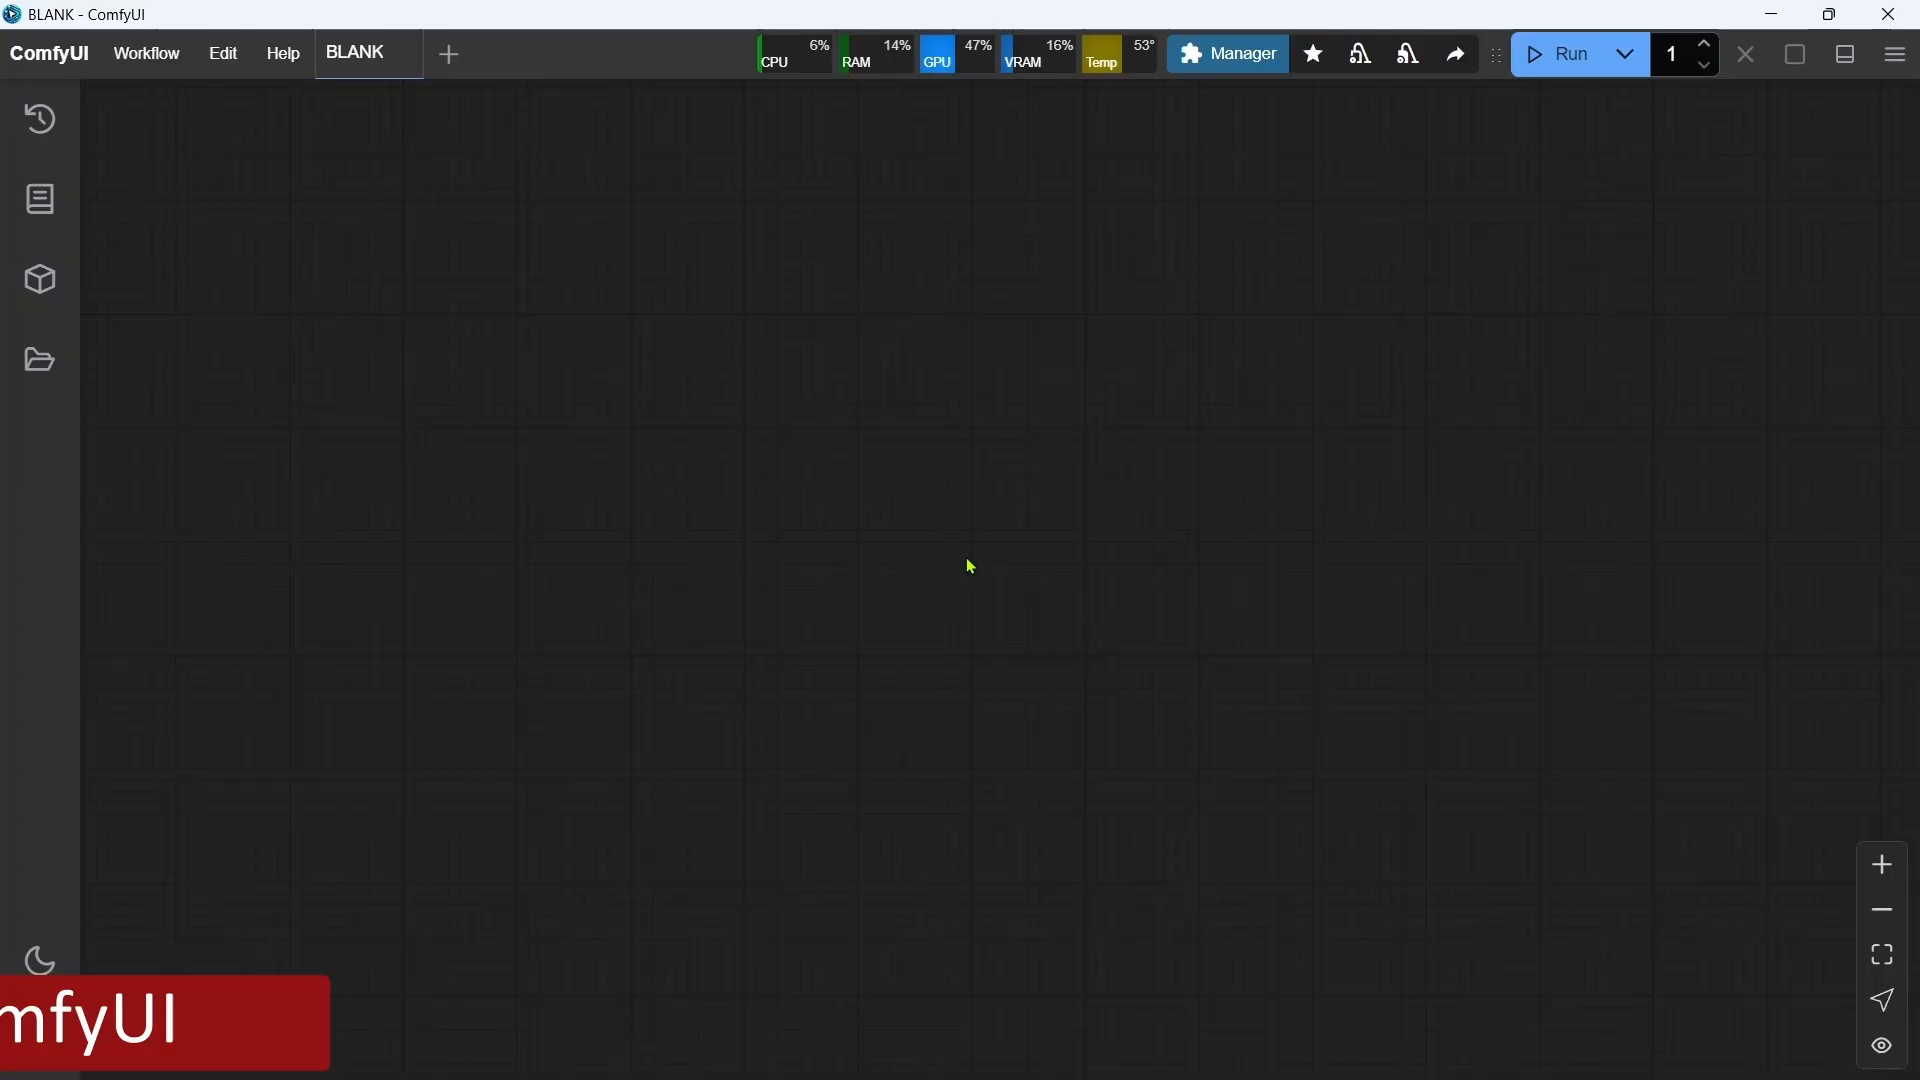 BLANK - ComfyUI
ComfyUI Workflow Edit Help BLANK
CPU 6% RAM 14% GPU 47% VRAM 16% Temp 53° Manager Run 1
mfyUI